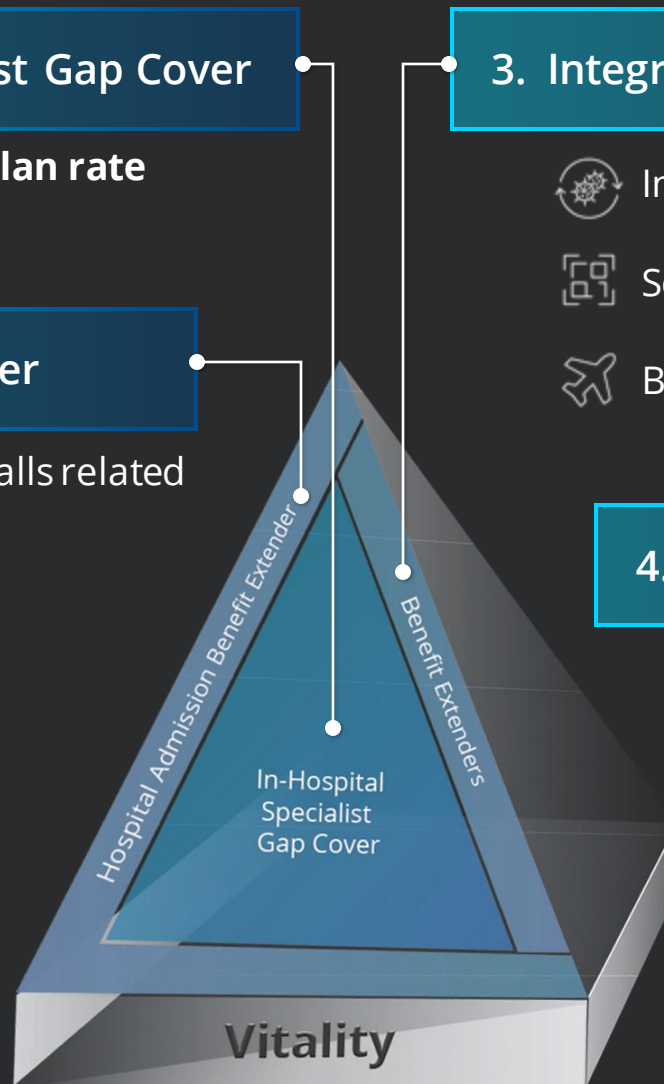 st Gap Cover
lan rate
er
alls related
3. Integr
In
Se
B
4.
Hospital Admission Benefit Extender
Benefit Extenders
In-Hospital
Specialist
Gap Cover
Vitality